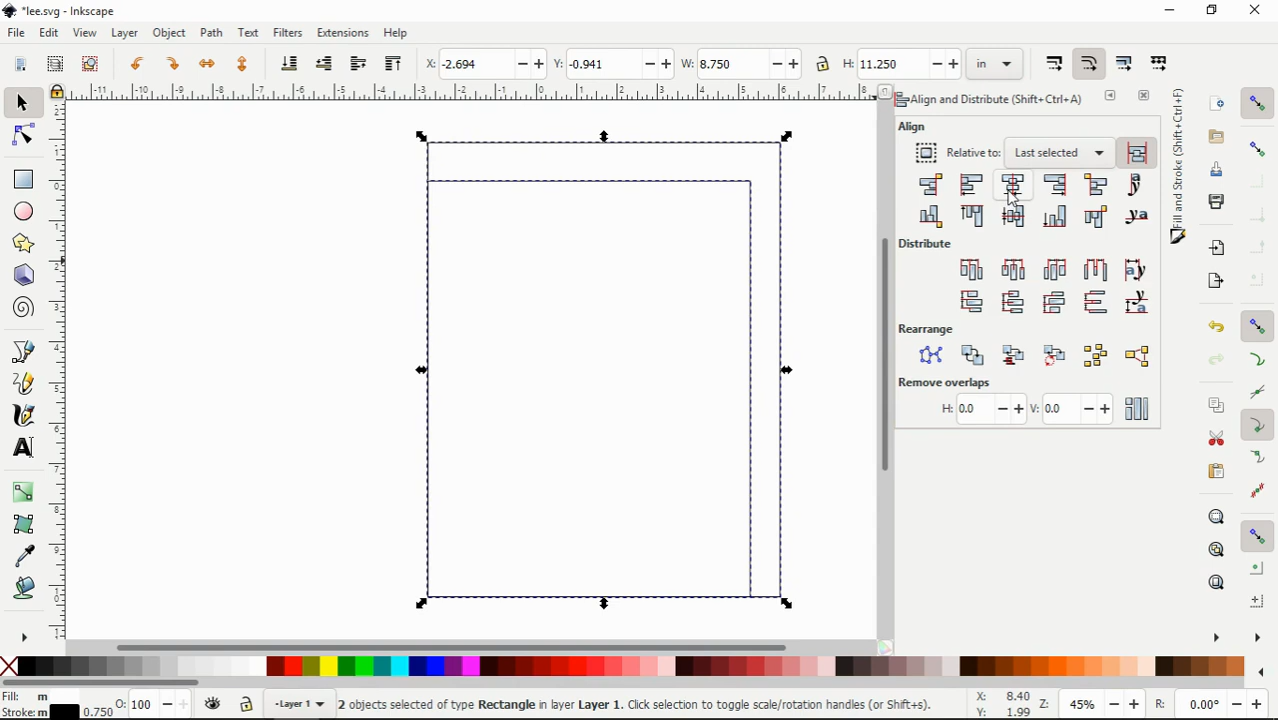 *lee.svg - Inkscape
File Edit View Layer Object Path Text Filters Extensions Help
X: -2.694 Y: -0.941 W: 8.750 H: 11.250 in
Align and Distribute (Shift+Ctrl+A)
Align
Relative to: Last selected
Distribute
Rearrange
Remove overlaps
H: 0.0 V: 0.0
Fill and Stroke (Shift+Ctrl+F)
Fill: m O: 100 -Layer 1 2 objects selected of type Rectangle in layer Layer 1. Click selection to toggle scale/rotation handles (or Shift+s). X: 8.40 Z: 45% R: 0.00°
Stroke: m 0.750 Y: 1.99